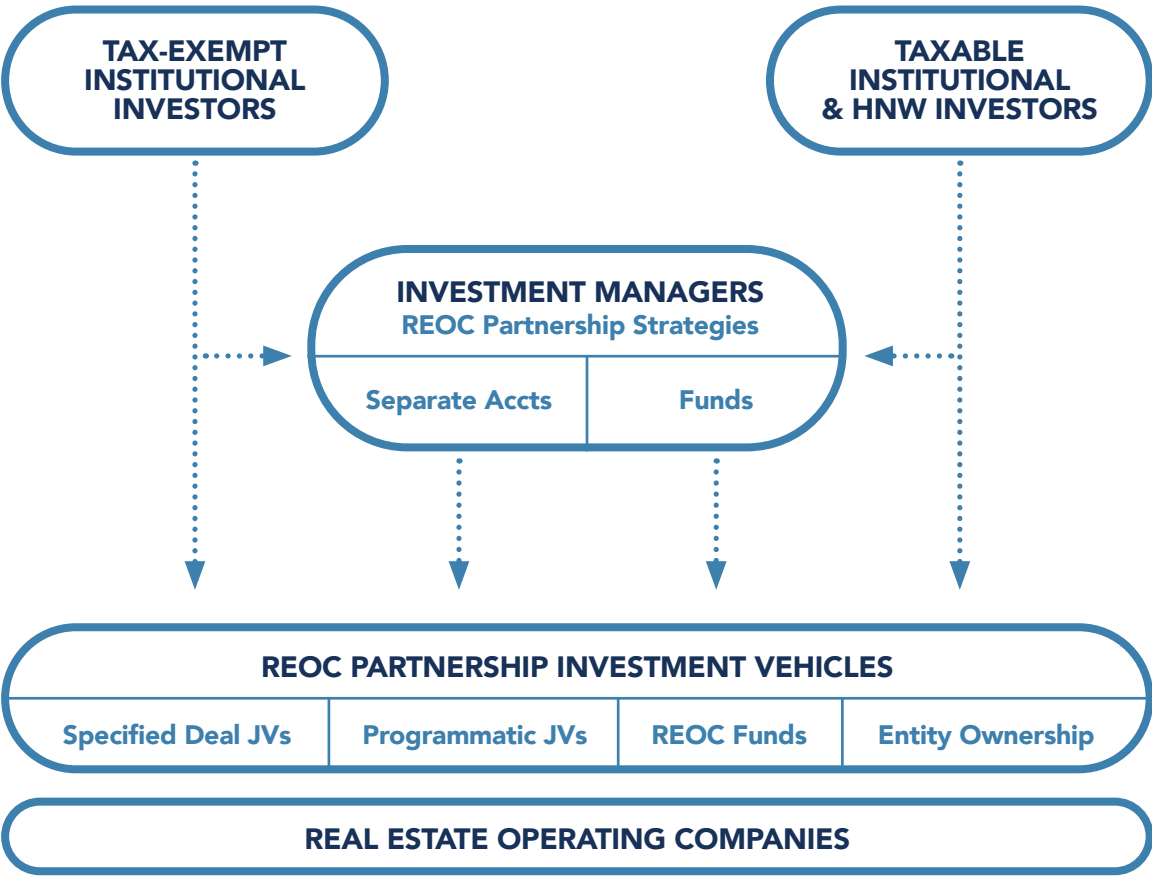 TAX-EXEMPT
INSTITUTIONAL
INVESTORS
TAXABLE
INSTITUTIONAL
& HNW INVESTORS
INVESTMENT MANAGERS
REOC Partnership Strategies
Separate Accts
Funds
REOC PARTNERSHIP INVESTMENT VEHICLES
Specified Deal JVs
Programmatic JVs
REOC Funds
Entity Ownership
REAL ESTATE OPERATING COMPANIES